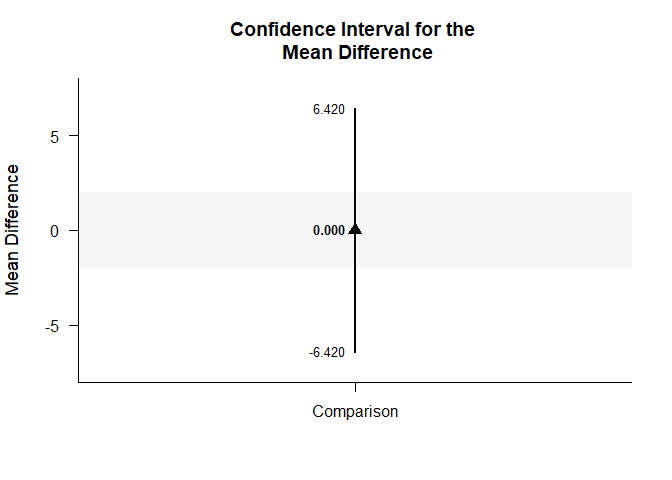 Confidence Interval for the
Mean Difference
6.420
5
Mean Difference
0
0.000
-5
-6.420
Comparison